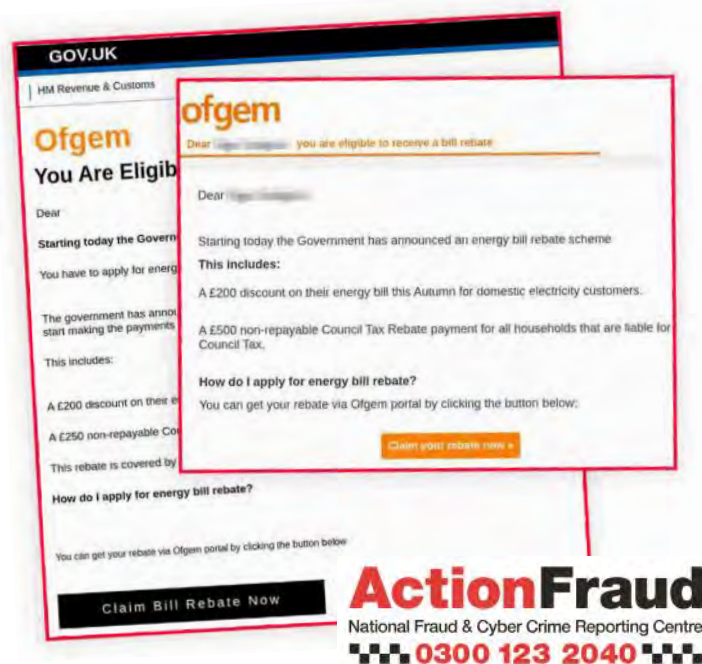 GOV.UK
HM Revenue & Customs
Ofgem
You Are Eligib
Dear
Starting today the Govern
You have to apply for energ
The government has annou
start making the payments
This includes:
A £200 discount on their e
A £250 non-repayable Cou
This rebate is covered by
How do I apply for energy bill rebate?
You can get your rebate via Ofgem portal by clicking the button below
Claim Bill Rebate Now
ofgem
Dear you are eligible to receive a bill rebate
Dear
Starting today the Government has announced an energy bill rebate scheme
This includes:
A £200 discount on their energy bill this Autumn for domestic electricity customers.
A £500 non-repayable Council Tax Rebate payment for all households that are liable for
Council Tax.
How do I apply for energy bill rebate?
You can get your rebate via Ofgem portal by clicking the button below:
Claim your rebate now »
ActionFraud
National Fraud & Cyber Crime Reporting Centre
0300 123 2040